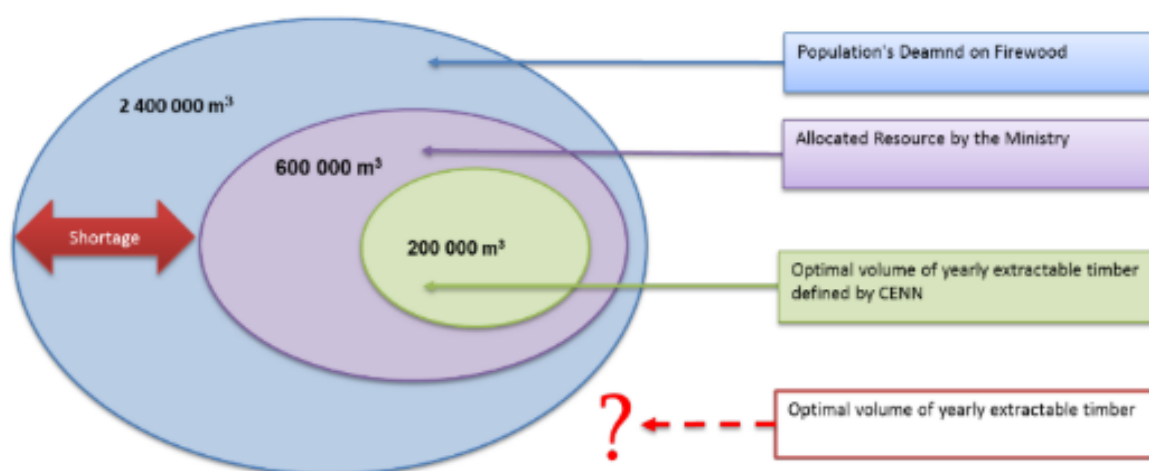 Population's Deamnd on Firewood
2 400 000 m³
Allocated Resource by the Ministry
600 000 m³
Shortage
200 000 m³
Optimal volume of yearly extractable timber
defined by CENN
?
Optimal volume of yearly extractable timber